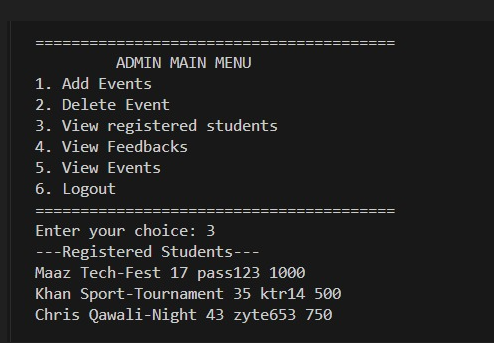 ========================================
ADMIN MAIN MENU
1. Add Events
2. Delete Event
3. View registered students
4. View Feedbacks
5. View Events
6. Logout
========================================
Enter your choice: 3
---Registered Students---
Maaz Tech-Fest 17 pass123 1000
Khan Sport-Tournament 35 ktr14 500
Chris Qawali-Night 43 zyte653 750